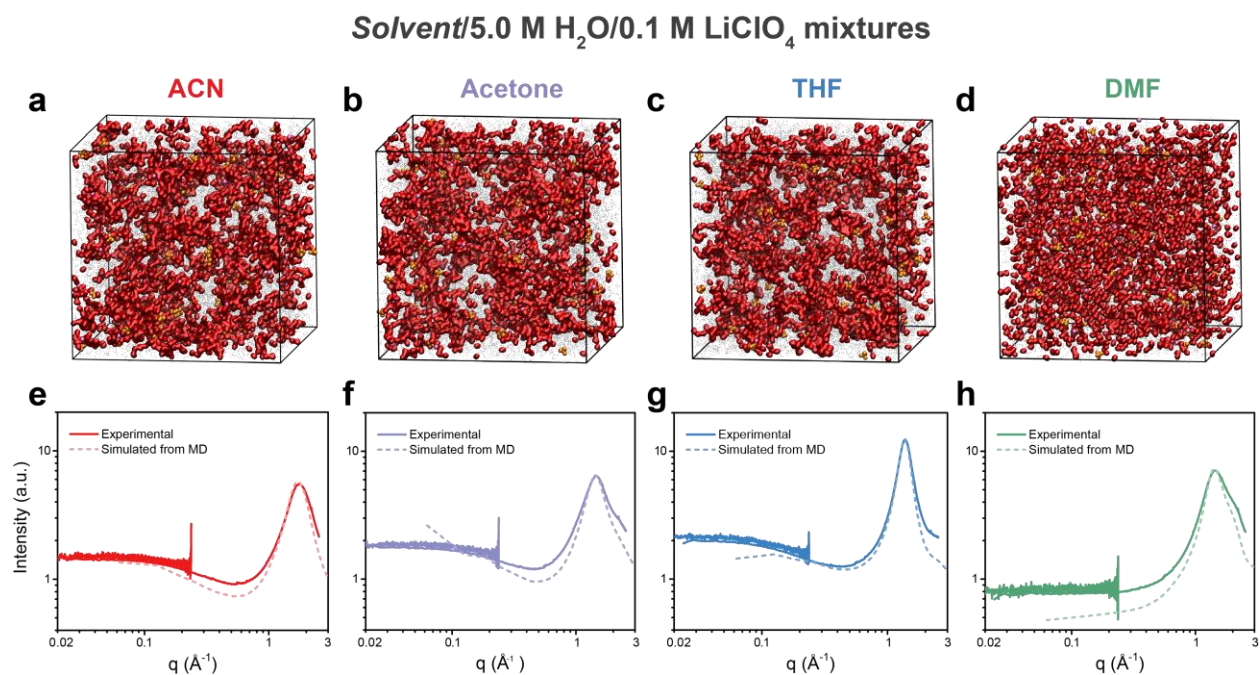 Solvent/5.0 M H₂O/0.1 M LiClO₄ mixtures
a ACN
b Acetone
c THF
d DMF
e
Experimental
Simulated from MD
10
1
Intensity (a.u.)
0.02 0.1 1 3
q (Å⁻¹)
f
Experimental
Simulated from MD
10
1
0.02 0.1 1 3
q (Å⁻¹)
g
Experimental
Simulated from MD
10
1
0.02 0.1 1 3
q (Å⁻¹)
h
Experimental
Simulated from MD
10
1
0.02 0.1 1 3
q (Å⁻¹)